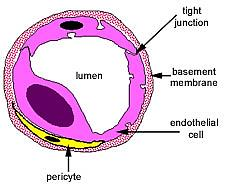 tight
junction
lumen
basement
membrane
endothelial
cell
pericyte